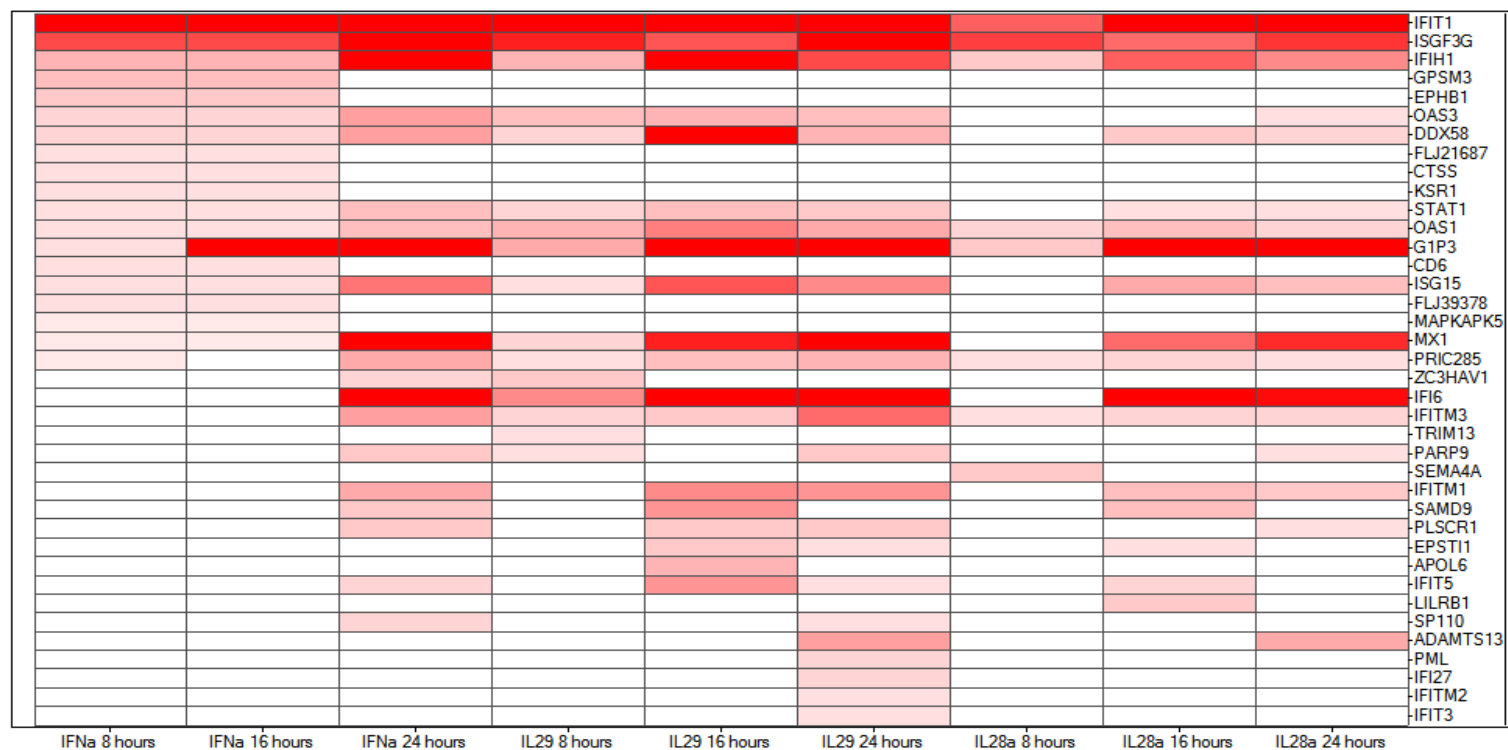 IFIT1
ISGF3G
IFIH1
GPSM3
EPHB1
OAS3
DDX58
FLJ21687
CTSS
KSR1
STAT1
OAS1
G1P3
CD6
ISG15
FLJ39378
MAPKAPK5
MX1
PRIC285
ZC3HAV1
IFI6
IFITM3
TRIM13
PARP9
SEMA4A
IFITM1
SAMD9
PLSCR1
EPSTI1
APOL6
IFIT5
LILRB1
SP110
ADAMTS13
PML
IFI27
IFITM2
IFIT3
IFNa 8 hours IFNa 16 hours IFNa 24 hours IL29 8 hours IL29 16 hours IL29 24 hours IL28a 8 hours IL28a 16 hours IL28a 24 hours